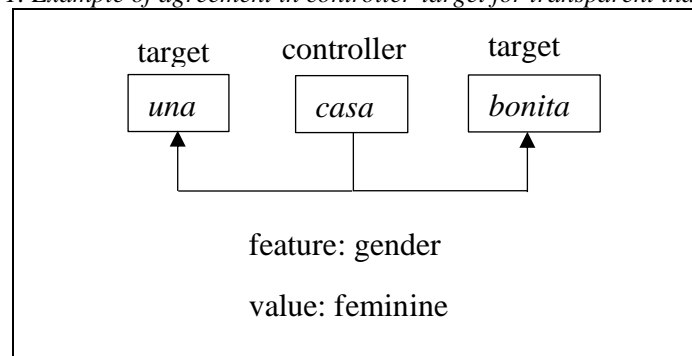 1. Example of agreement in controller-target for transparent
target controller target
una casa bonita
feature: gender
value: feminine